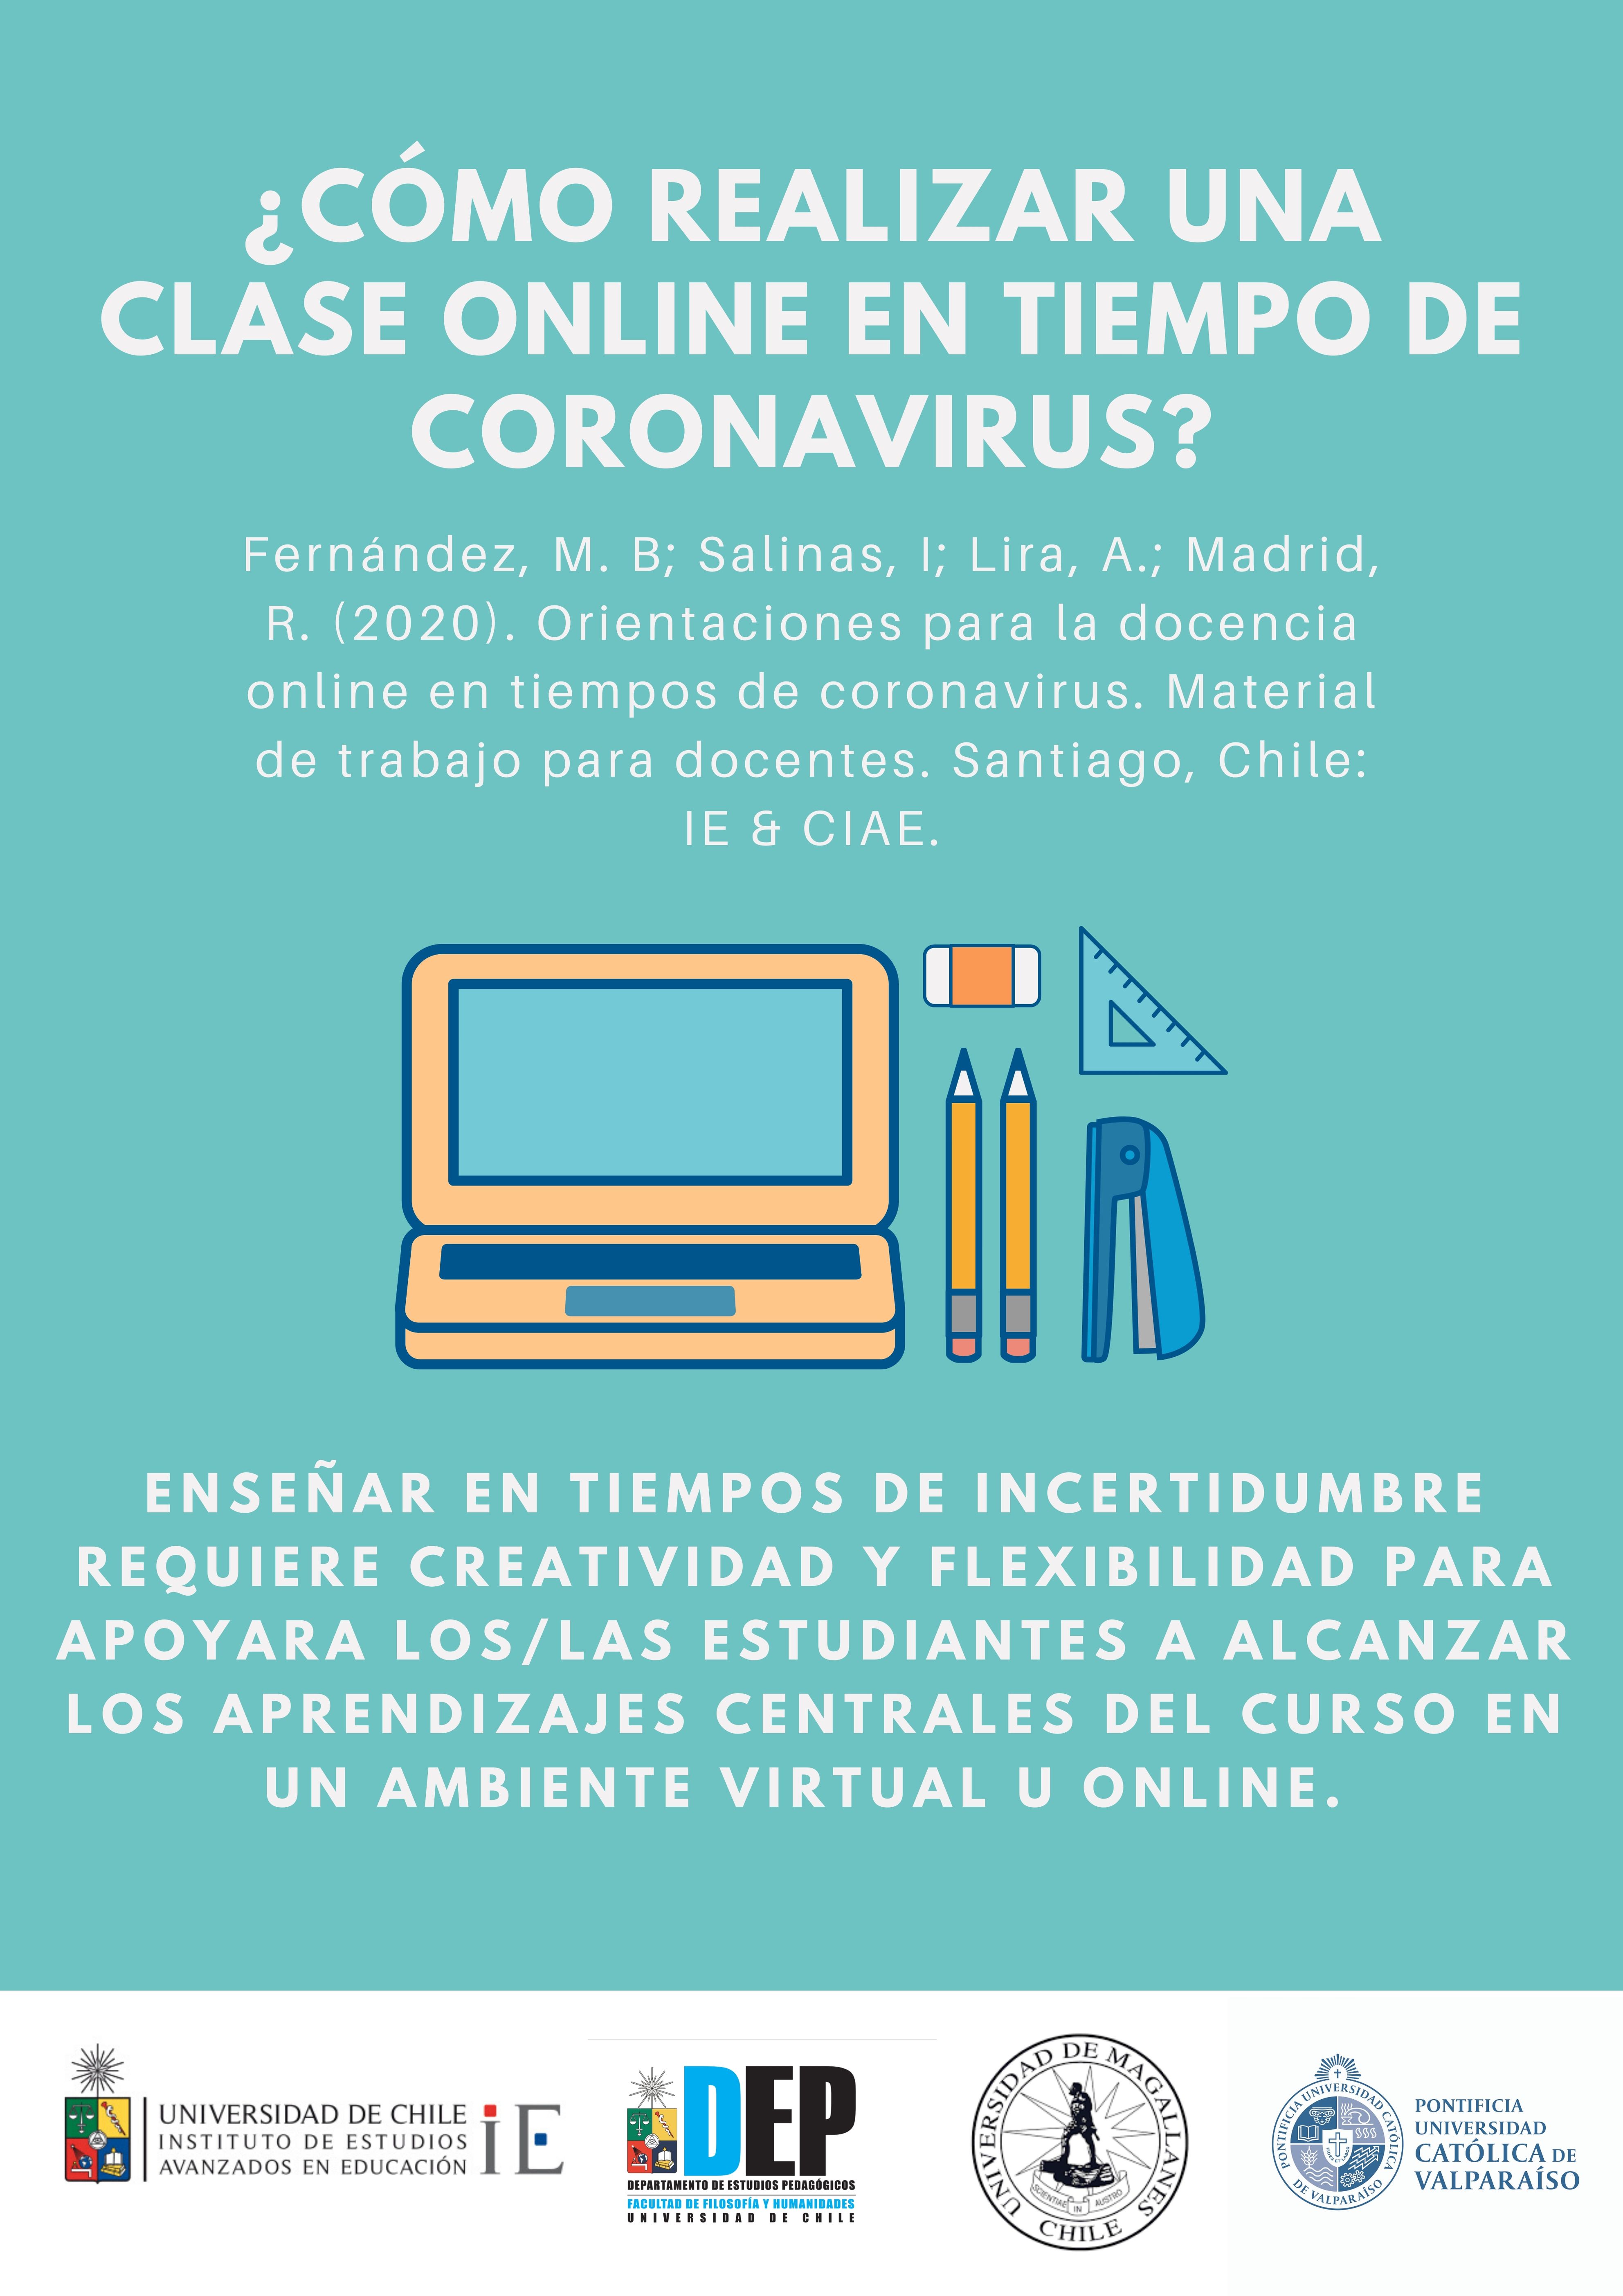 ¿CÓMO REALIZAR UNA
CLASE ONLINE EN TIEMPO DE
CORONAVIRUS?
Fernández, M. B; Salinas, I; Lira, A.; Madrid,
R. (2020). Orientaciones para la docencia
online en tiempos de coronavirus. Material
de trabajo para docentes. Santiago, Chile:
IE & CIAE.
ENSEÑAR EN TIEMPOS DE INCERTIDUMBRE
REQUIERE CREATIVIDAD Y FLEXIBILIDAD PARA
APOYARA LOS/LAS ESTUDIANTES A ALCANZAR
LOS APRENDIZAJES CENTRALES DEL CURSO EN
UN AMBIENTE VIRTUAL U ONLINE.
UNIVERSIDAD DE CHILE
INSTITUTO DE ESTUDIOS
AVANZADOS EN EDUCACIÓN
iE
DEP
DEPARTAMENTO DE ESTUDIOS PEDAGÓGICOS
FACULTAD DE FILOSOFÍA Y HUMANIDADES
UNIVERSIDAD DE CHILE
UNIVERSIDAD DE MAGALLANES
SCIENTIAE IN AUSTRO
CHILE
PONTIFICIA UNIVERSIDAD CATÓLICA
DE VALPARAÍSO
PONTIFICIA
UNIVERSIDAD
CATÓLICA DE
VALPARAÍSO